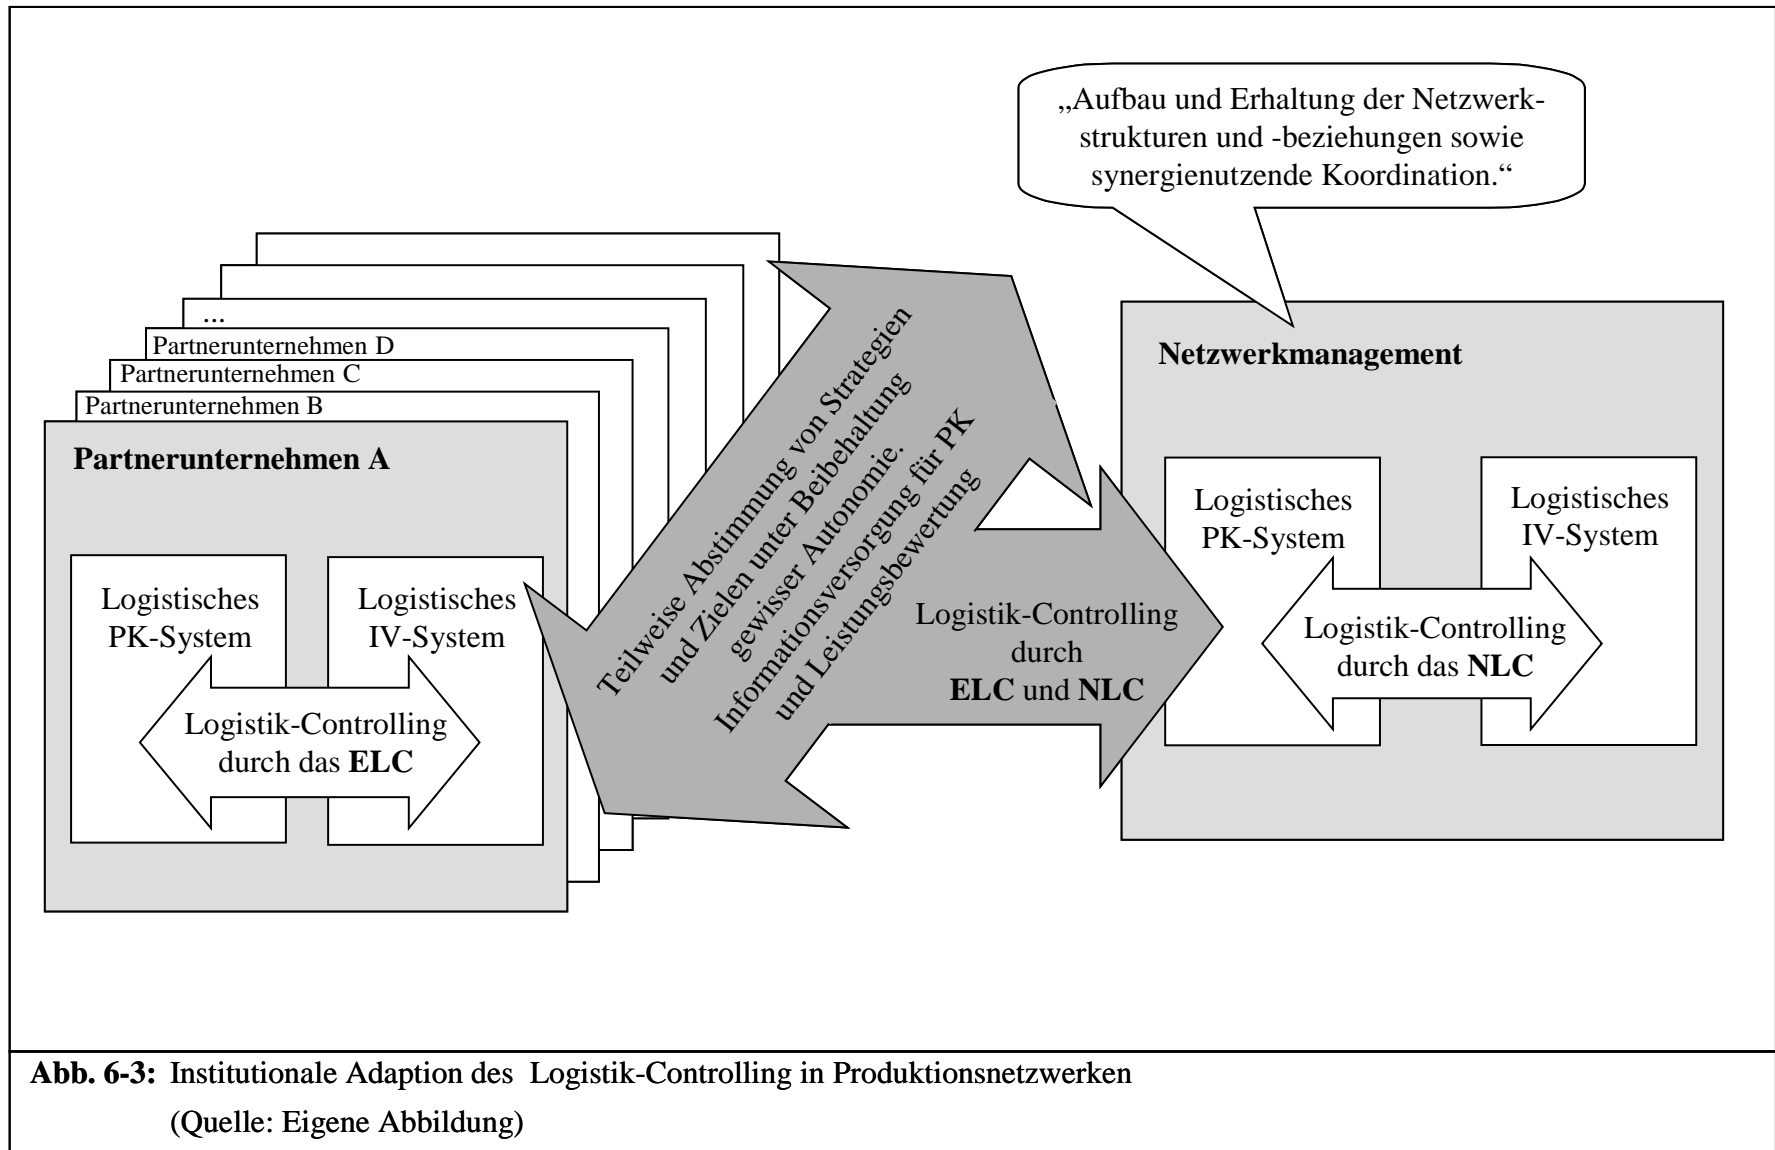 „Aufbau und Erhaltung der Netzwerk-
strukturen und -beziehungen sowie
synergienutzende Koordination.“
...
Partnerunternehmen D
Partnerunternehmen C
Partnerunternehmen B
Partnerunternehmen A
Logistisches
PK-System
Logistisches
IV-System
Logistik-Controlling
durch das ELC
Teilweise Abstimmung von Strategien
und Zielen unter Beibehaltung
gewisser Autonomie.
Informationsversorgung für PK
und Leistungsbewertung
Logistik-Controlling
durch
ELC und NLC
Netzwerkmanagement
Logistisches
PK-System
Logistisches
IV-System
Logistik-Controlling
durch das NLC
Abb. 6-3: Institutionale Adaption des Logistik-Controlling in Produktionsnetzwerken
(Quelle: Eigene Abbildung)